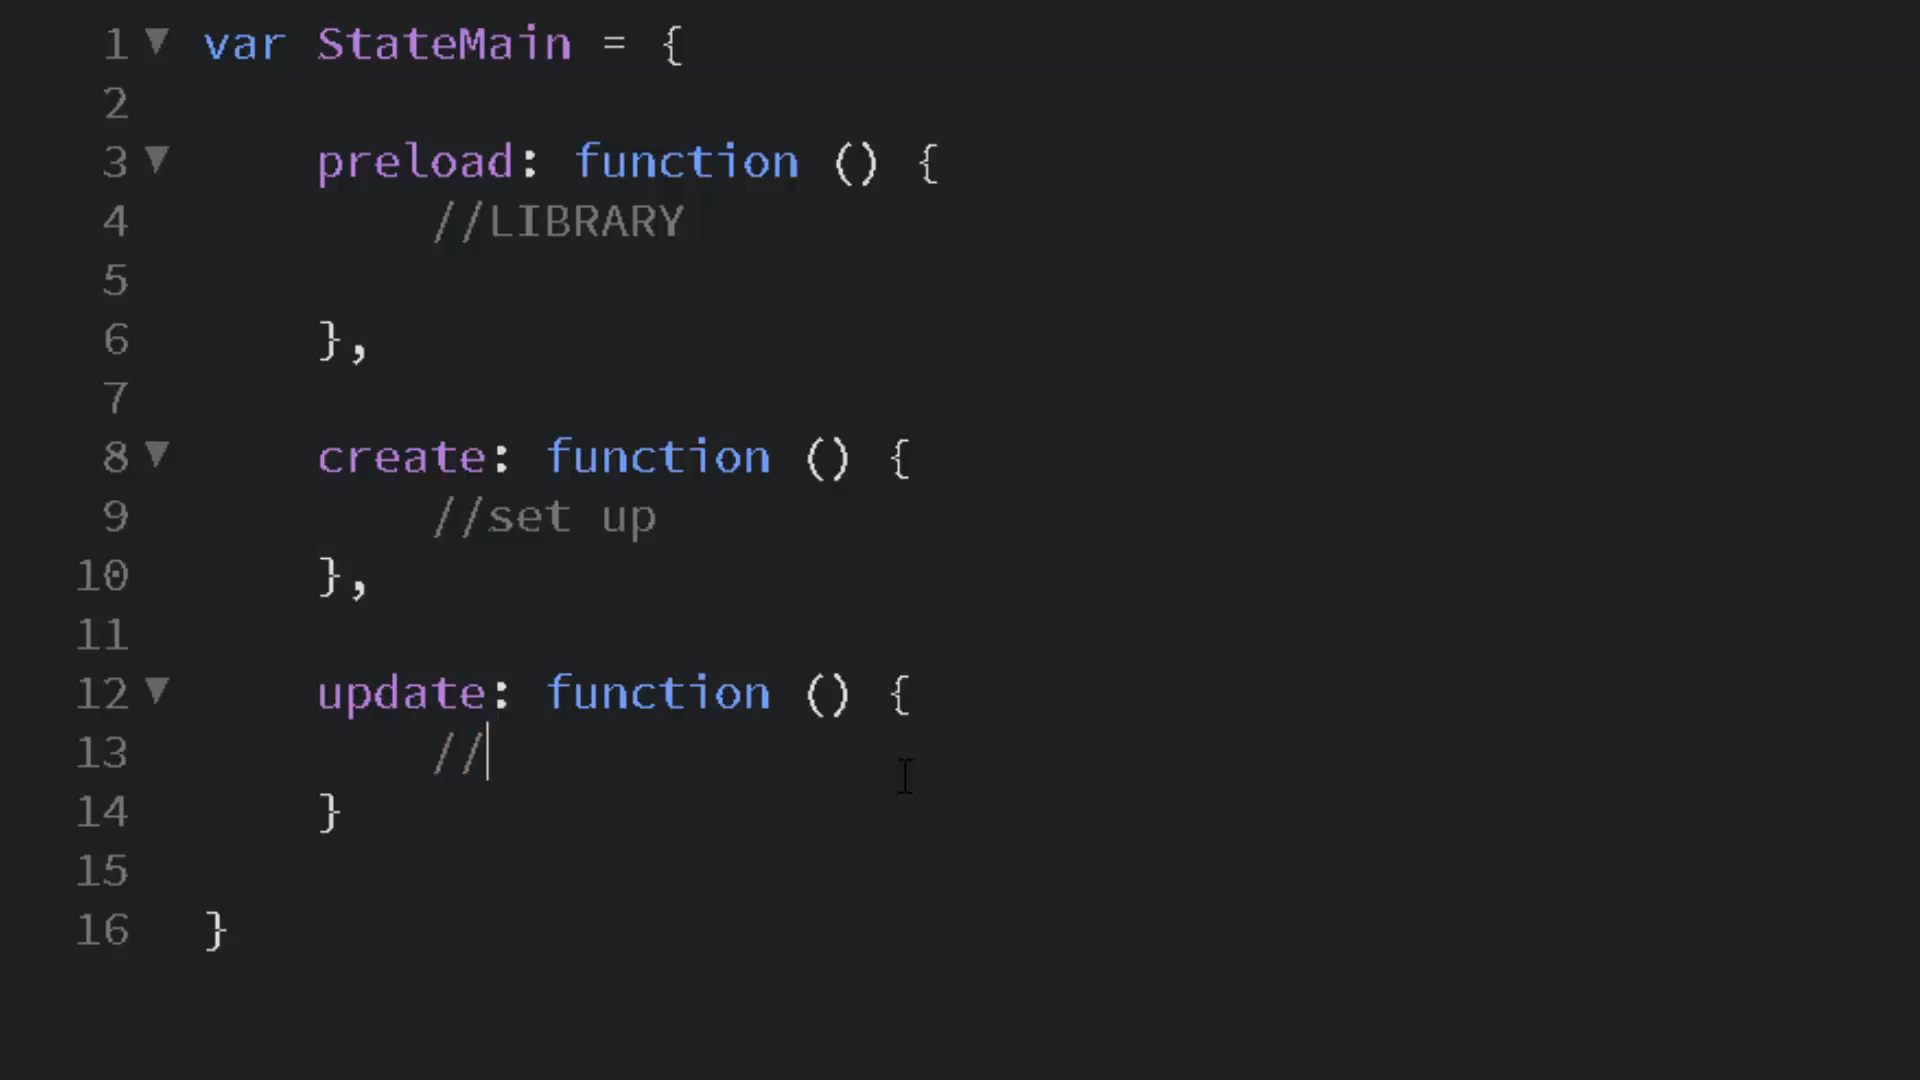 1 var StateMain = {
2
3 preload: function () {
4 //LIBRARY
5
6 },
7
8 create: function () {
9 //set up
10 },
11
12 update: function () {
13 //
14 }
15
16 }